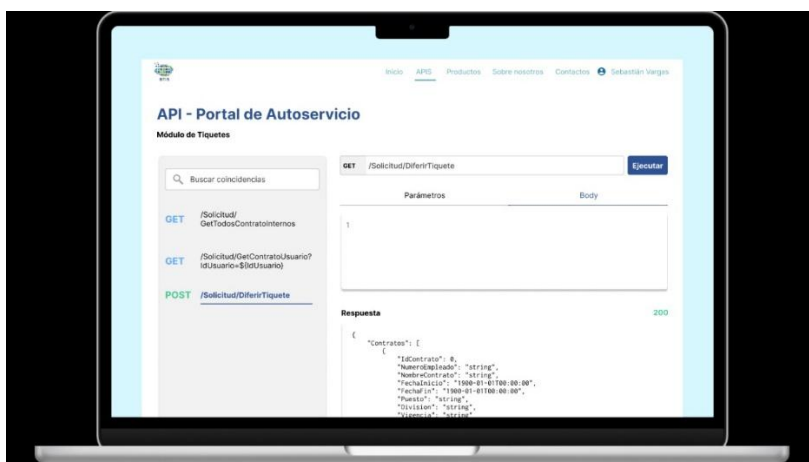 Inicio APIS Productos Sobre nosotros Contactos Sebastián Vargas
API - Portal de Autoservicio
Módulo de Tiquetes
Buscar coincidencias
GET /Solicitud/
GetTodosContratoInternos
GET /Solicitud/GetContratoUsuario?
IdUsuario=${IdUsuario}
POST /Solicitud/DiferirTiquete
GET /Solicitud/DiferirTiquete Ejecutar
Parámetros Body
1
Respuesta 200
{
"Contratos": [
{
"IdContrato": 0,
"NumeroEmpleado": "string",
"NombreContrato": "string",
"FechaInicio": "1900-01-01T00:00:00",
"FechaFin": "1900-01-01T00:00:00",
"Puesto": "string",
"Division": "string",
"Vigencia": "string"